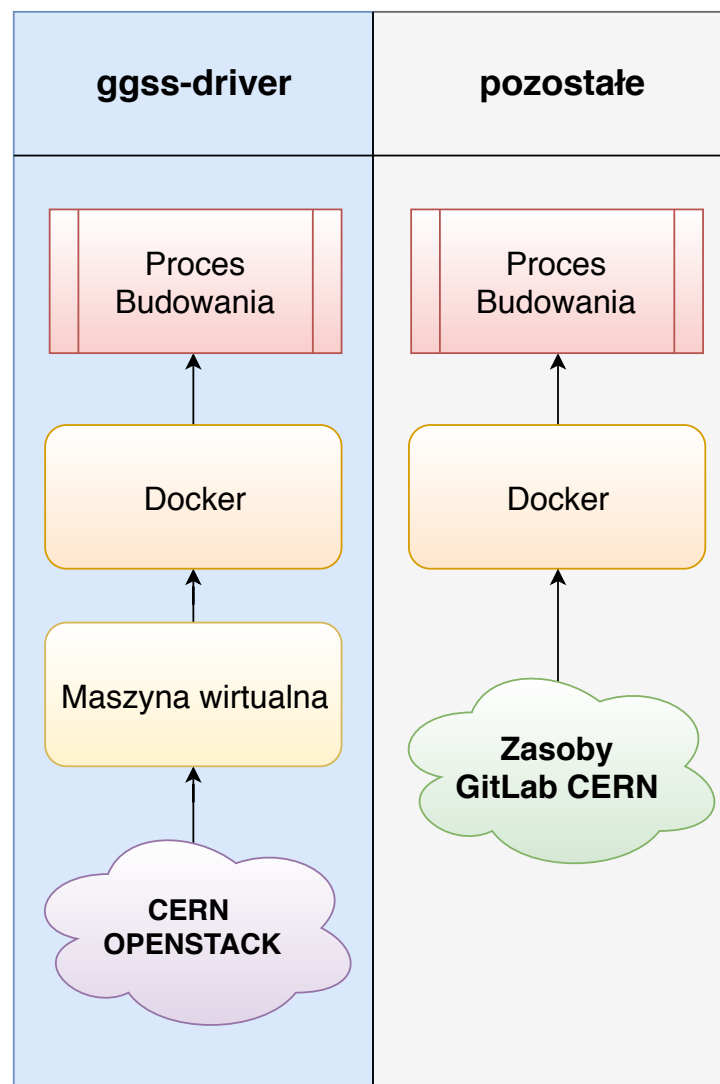 ggss-driver
pozostałe
Proces
Budowania
Docker
Maszyna wirtualna
CERN
OPENSTACK
Proces
Budowania
Docker
Zasoby
GitLab CERN